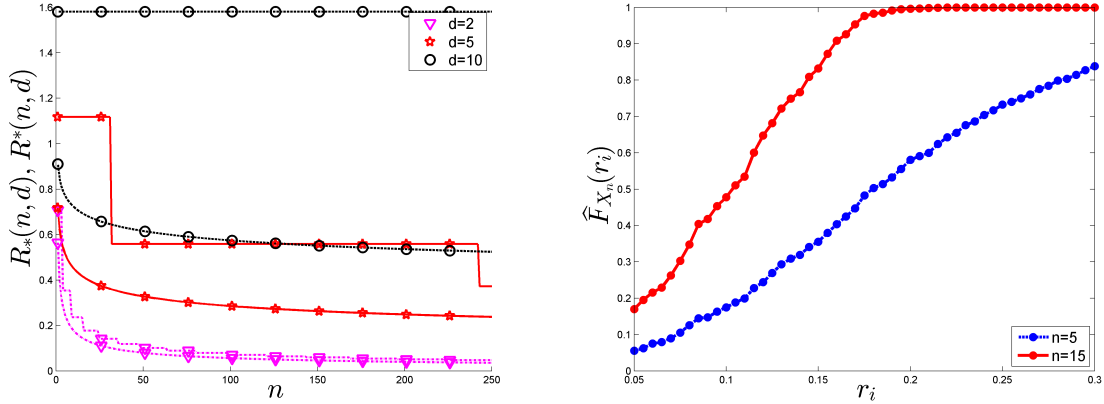 1.6
1.4
1.2
1
0.8
0.6
0.4
0.2
0
R*(n, d), R*(n, d)
d=2
d=5
d=10
0 50 100 150 200 250
n
1
0.9
0.8
0.7
0.6
0.5
0.4
0.3
0.2
0.1
0
F̂Xn(ri)
n=5
n=15
0.05 0.1 0.15 0.2 0.25 0.3
ri